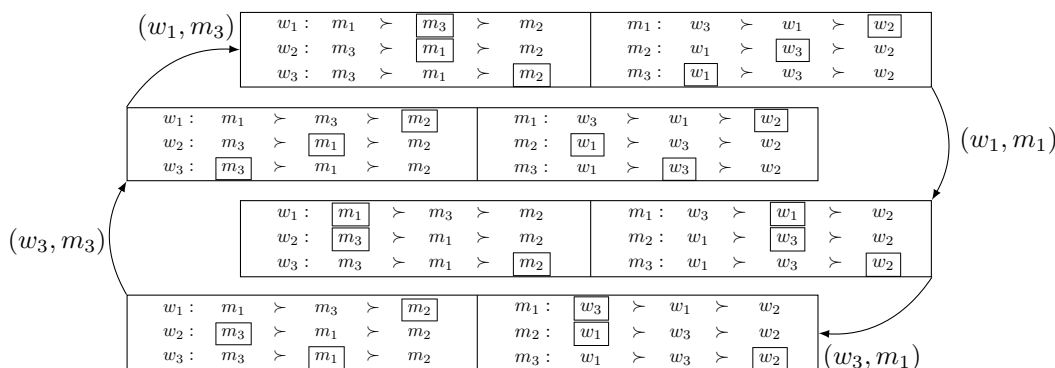 (w₁, m₃)
w₁ : m₁ ≻ m₃ ≻ m₂ m₁ : w₃ ≻ w₁ ≻ w₂
w₂ : m₃ ≻ m₁ ≻ m₂ m₂ : w₁ ≻ w₃ ≻ w₂
w₃ : m₃ ≻ m₁ ≻ m₂ m₃ : w₁ ≻ w₃ ≻ w₂
w₁ : m₁ ≻ m₃ ≻ m₂ m₁ : w₃ ≻ w₁ ≻ w₂
w₂ : m₃ ≻ m₁ ≻ m₂ m₂ : w₁ ≻ w₃ ≻ w₂
w₃ : m₃ ≻ m₁ ≻ m₂ m₃ : w₁ ≻ w₃ ≻ w₂
(w₁, m₁)
w₁ : m₁ ≻ m₃ ≻ m₂ m₁ : w₃ ≻ w₁ ≻ w₂
w₂ : m₃ ≻ m₁ ≻ m₂ m₂ : w₁ ≻ w₃ ≻ w₂
w₃ : m₃ ≻ m₁ ≻ m₂ m₃ : w₁ ≻ w₃ ≻ w₂
(w₃, m₃)
w₁ : m₁ ≻ m₃ ≻ m₂ m₁ : w₃ ≻ w₁ ≻ w₂
w₂ : m₃ ≻ m₁ ≻ m₂ m₂ : w₁ ≻ w₃ ≻ w₂
w₃ : m₃ ≻ m₁ ≻ m₂ m₃ : w₁ ≻ w₃ ≻ w₂
(w₃, m₁)